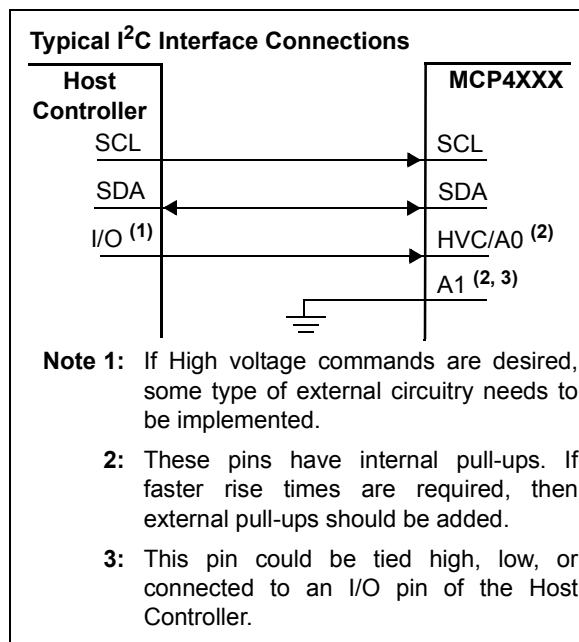 Typical I²C Interface Connections
Host
Controller
MCP4XXX
SCL
SCL
SDA
SDA
I/O (1)
HVC/A0 (2)
A1 (2, 3)
Note 1: If High voltage commands are desired,
some type of external circuitry needs to
be implemented.
2: These pins have internal pull-ups. If
faster rise times are required, then
external pull-ups should be added.
3: This pin could be tied high, low, or
connected to an I/O pin of the Host
Controller.